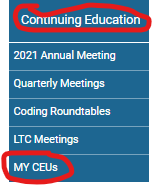 Continuing Education
2021 Annual Meeting
Quarterly Meetings
Coding Roundtables
LTC Meetings
MY CEUs